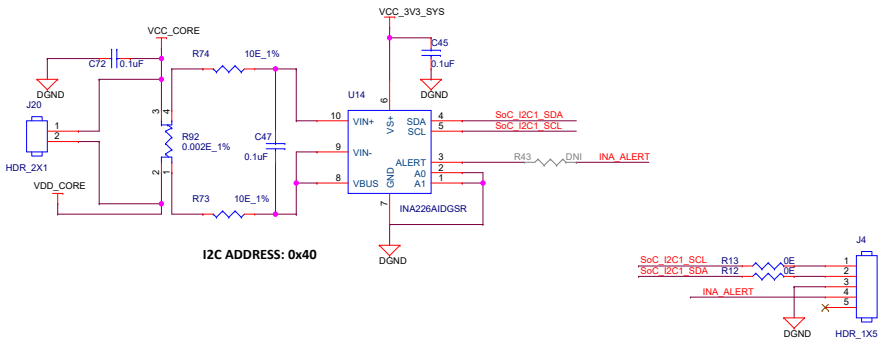 VCC_3V3_SYS
VCC_CORE
C72
0.1uF
DGND
R74
10E_1%
C45
0.1uF
DGND
J20
1
2
HDR_2X1
3
4
R92
0.002E_1%
2
1
C47
0.1uF
U14
6
10
VIN+
VS+
SDA
4
SoC_I2C1_SDA
SCL
5
SoC_I2C1_SCL
9
VIN-
ALERT
3
R43
DNI
INA_ALERT
8
VBUS
GND
A0
2
A1
1
7
INA226AIDGSR
VDD_CORE
R73
10E_1%
DGND
I2C ADDRESS: 0x40
J4
SoC_I2C1_SCL
R13
0E
1
SoC_I2C1_SDA
R12
0E
2
3
INA_ALERT
4
5
DGND
HDR_1X5